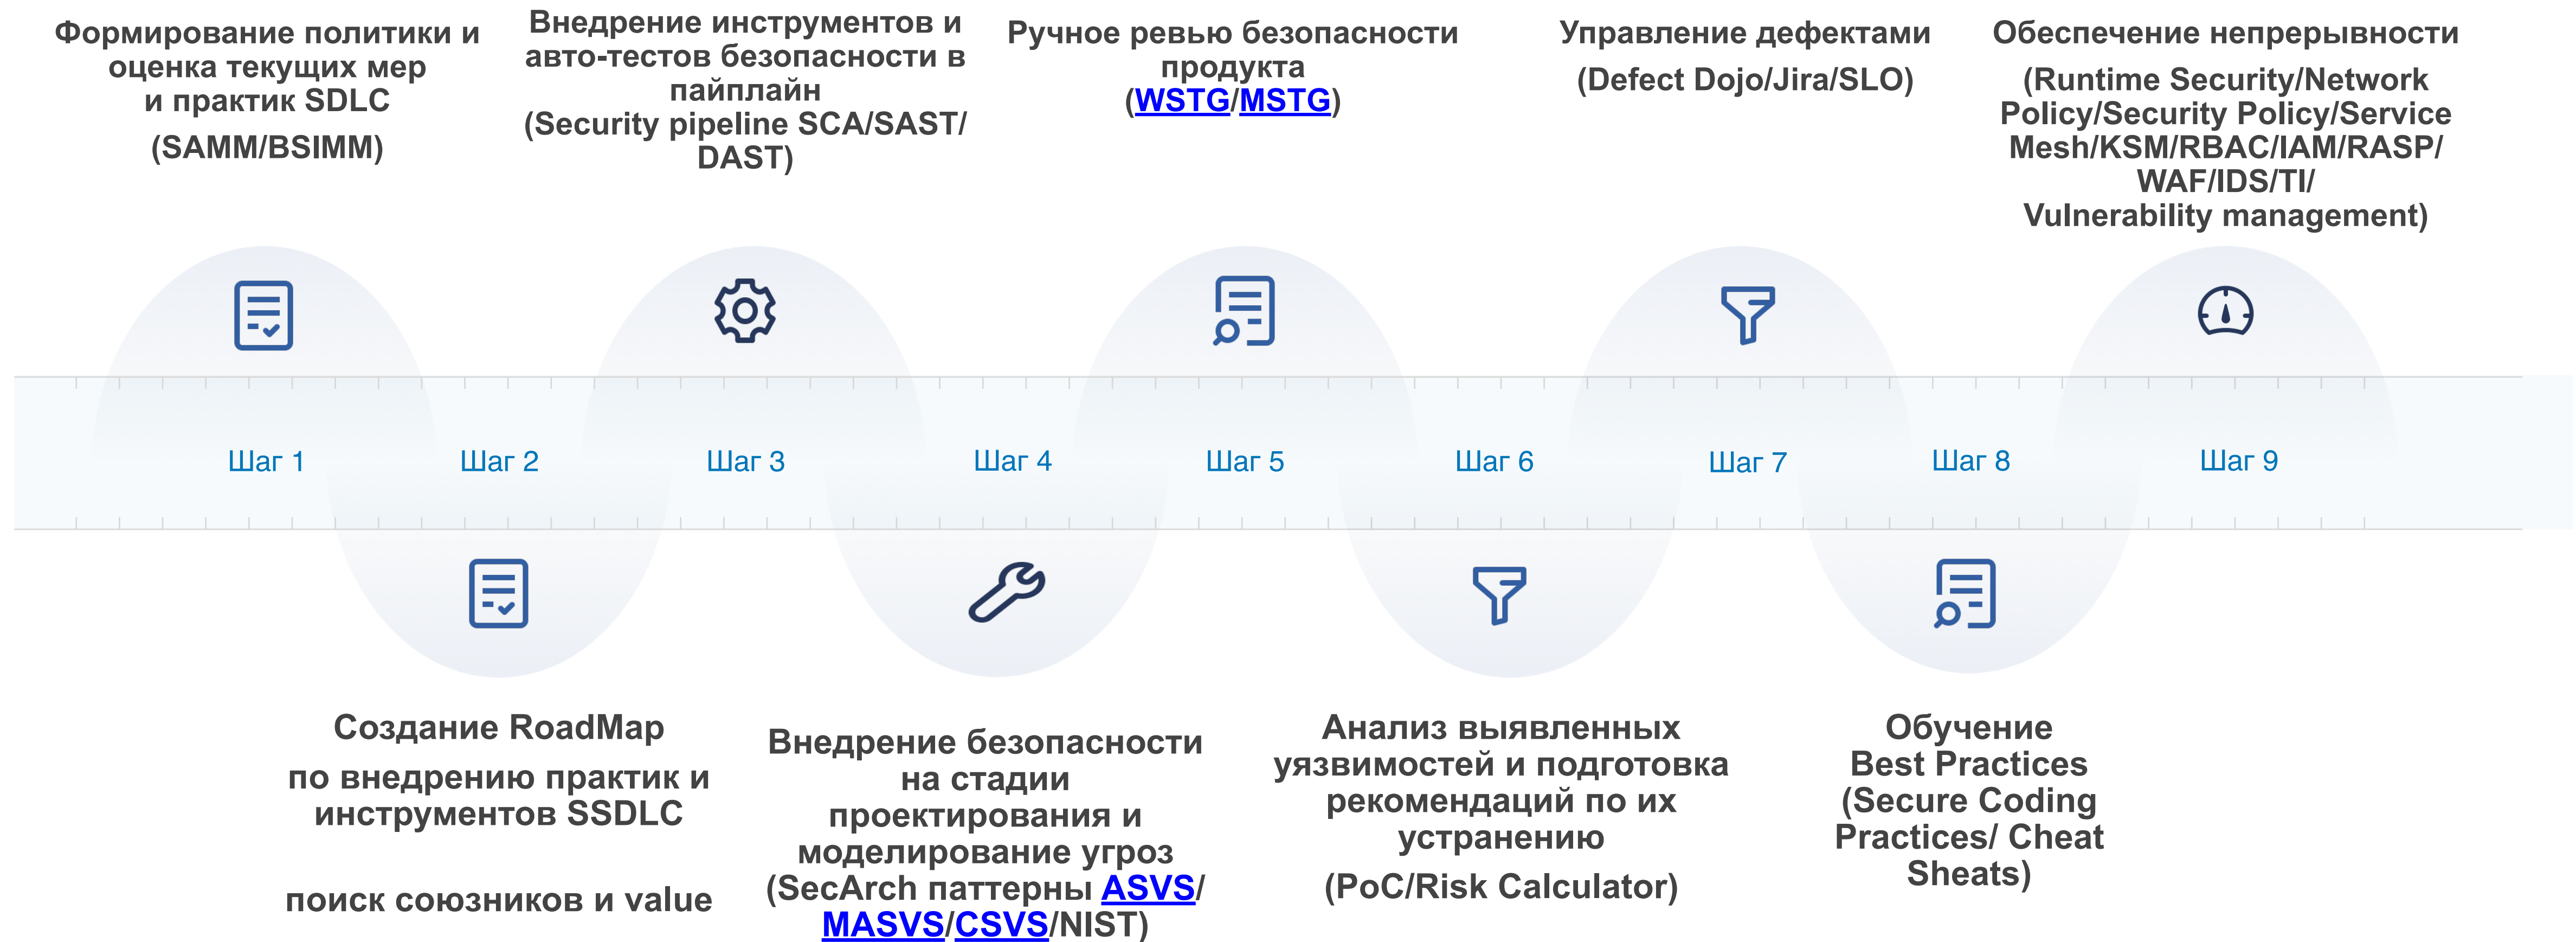 Формирование политики и
оценка текущих мер
и практик SDLC
(SAMM/BSIMM)
Внедрение инструментов и
авто-тестов безопасности в
пайплайн
(Security pipeline SCA/SAST/
DAST)
Ручное ревью безопасности
продукта
(WSTG/MSTG)
Управление дефектами
(Defect Dojo/Jira/SLO)
Обеспечение непрерывности
(Runtime Security/Network
Policy/Security Policy/Service
Mesh/KSM/RBAC/IAM/RASP/
WAF/IDS/TI/
Vulnerability management)
Шаг 1
Шаг 2
Шаг 3
Шаг 4
Шаг 5
Шаг 6
Шаг 7
Шаг 8
Шаг 9
Создание RoadMap
по внедрению практик и
инструментов SSDLC
поиск союзников и value
Внедрение безопасности
на стадии
проектирования и
моделирование угроз
(SecArch паттерны ASVS/
MASVS/CSVS/NIST)
Анализ выявленных
уязвимостей и подготовка
рекомендаций по их
устранению
(PoC/Risk Calculator)
Обучение
Best Practices
(Secure Coding
Practices/ Cheat
Sheats)